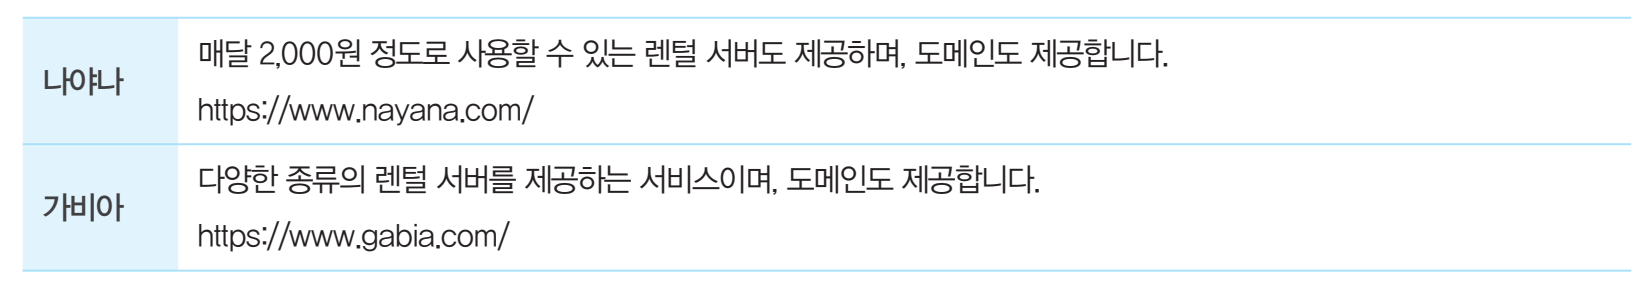 나야나
매달 2,000원 정도로 사용할 수 있는 렌털 서버도 제공하며, 도메인도 제공합니다.
https://www.nayana.com/
가비아
다양한 종류의 렌털 서버를 제공하는 서비스이며, 도메인도 제공합니다.
https://www.gabia.com/